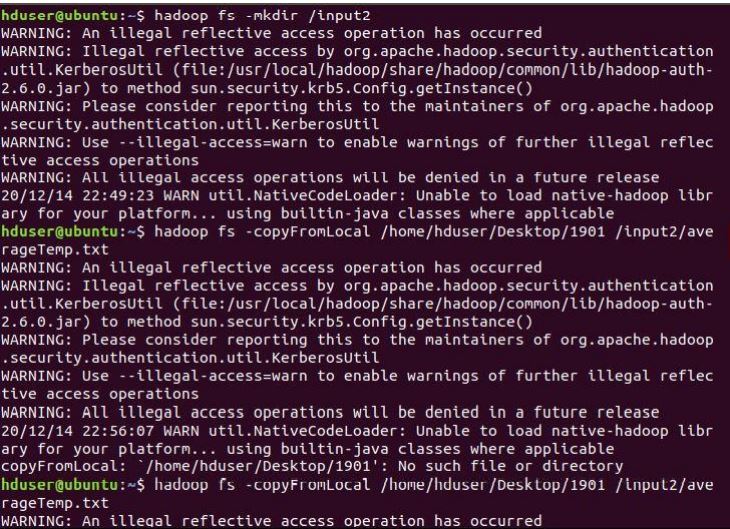 hduser@ubuntu:~$ hadoop fs -mkdir /input2
WARNING: An illegal reflective access operation has occurred
WARNING: Illegal reflective access by org.apache.hadoop.security.authentication
.util.KerberosUtil (file:/usr/local/hadoop/share/hadoop/common/lib/hadoop-auth-
2.6.0.jar) to method sun.security.krb5.Config.getInstance()
WARNING: Please consider reporting this to the maintainers of org.apache.hadoop
.security.authentication.util.KerberosUtil
WARNING: Use --illegal-access=warn to enable warnings of further illegal reflec
tive access operations
WARNING: All illegal access operations will be denied in a future release
20/12/14 22:49:23 WARN util.NativeCodeLoader: Unable to load native-hadoop libr
ary for your platform... using builtin-java classes where applicable
hduser@ubuntu:~$ hadoop fs -copyFromLocal /home/hduser/Desktop/1901 /input2/ave
rageTemp.txt
WARNING: An illegal reflective access operation has occurred
WARNING: Illegal reflective access by org.apache.hadoop.security.authentication
.util.KerberosUtil (file:/usr/local/hadoop/share/hadoop/common/lib/hadoop-auth-
2.6.0.jar) to method sun.security.krb5.Config.getInstance()
WARNING: Please consider reporting this to the maintainers of org.apache.hadoop
.security.authentication.util.KerberosUtil
WARNING: Use --illegal-access=warn to enable warnings of further illegal reflec
tive access operations
WARNING: All illegal access operations will be denied in a future release
20/12/14 22:56:07 WARN util.NativeCodeLoader: Unable to load native-hadoop libr
ary for your platform... using builtin-java classes where applicable
copyFromLocal: `/home/hduser/Desktop/1901': No such file or directory
hduser@ubuntu:~$ hadoop fs -copyFromLocal /home/hduser/Desktop/1901 /input2/ave
rageTemp.txt
WARNING: An illegal reflective access operation has occurred